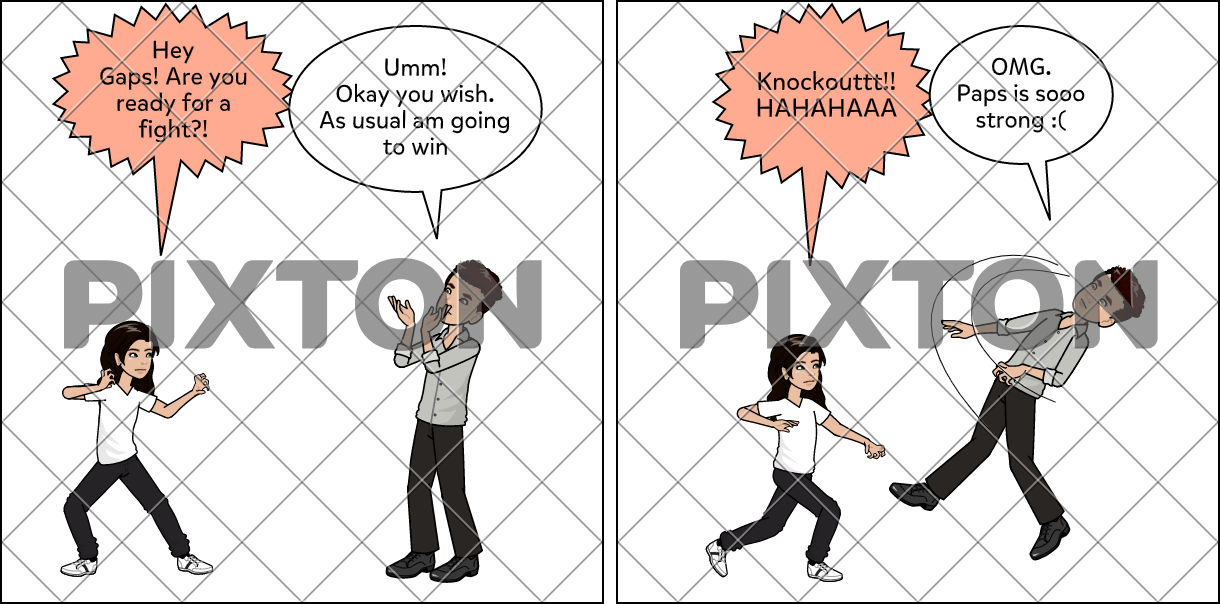 Hey
Gaps! Are you
ready for a
fight?!
Umm!
Okay you wish.
As usual am going
to win
PIXTON
Knockouttt!!
HAHAHAAA
OMG.
Paps is sooo
strong :(
PIXTON